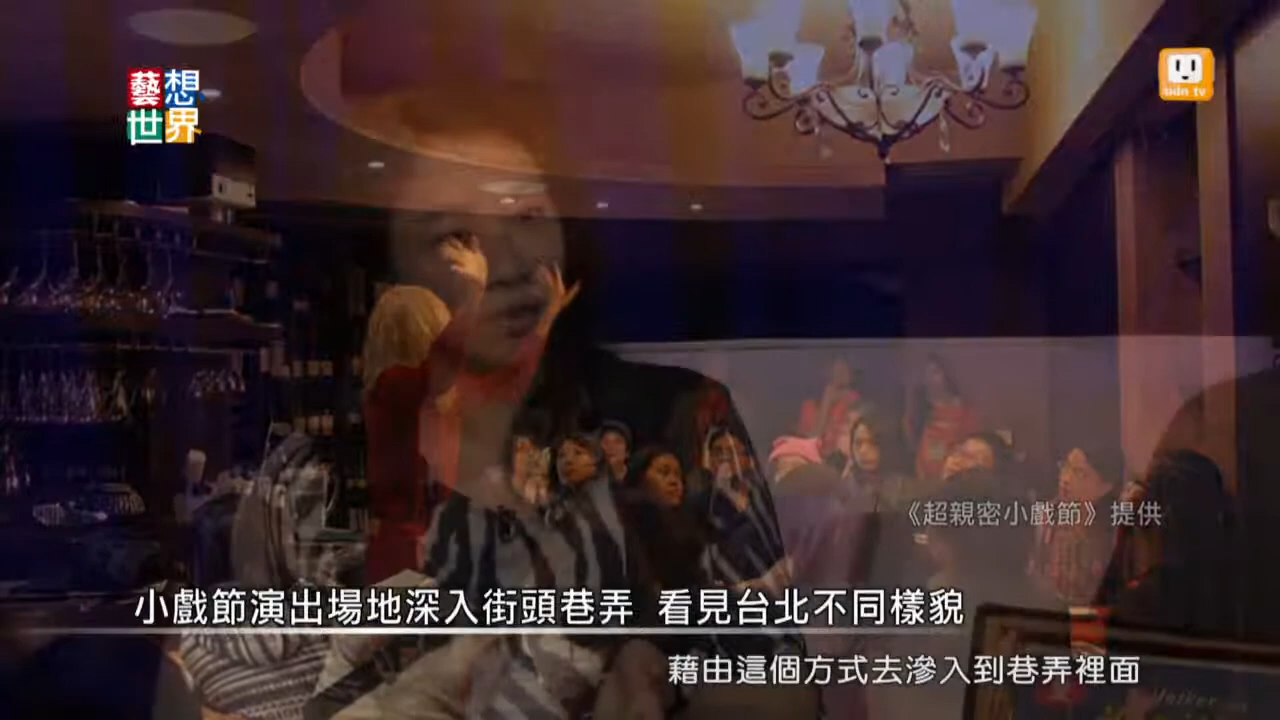 藝想
世界
udn tv
《超親密小戲節》提供
小戲節演出場地深入街頭巷弄 看見台北不同樣貌
藉由這個方式去滲入到巷弄裡面